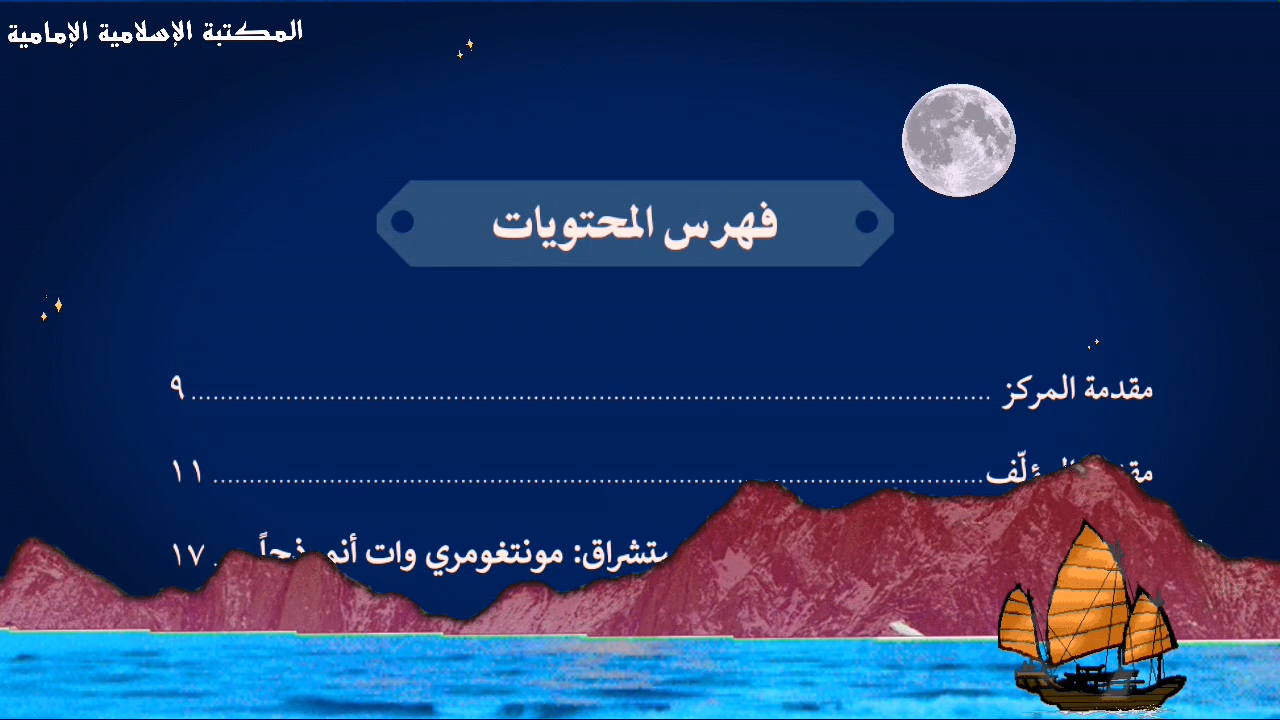 المكتبة الإسلامية الإمامية
فهرس المحتويات
مقدمة المركز ........ ٩
........ ١١
مونتغومري وات ........ ١٧